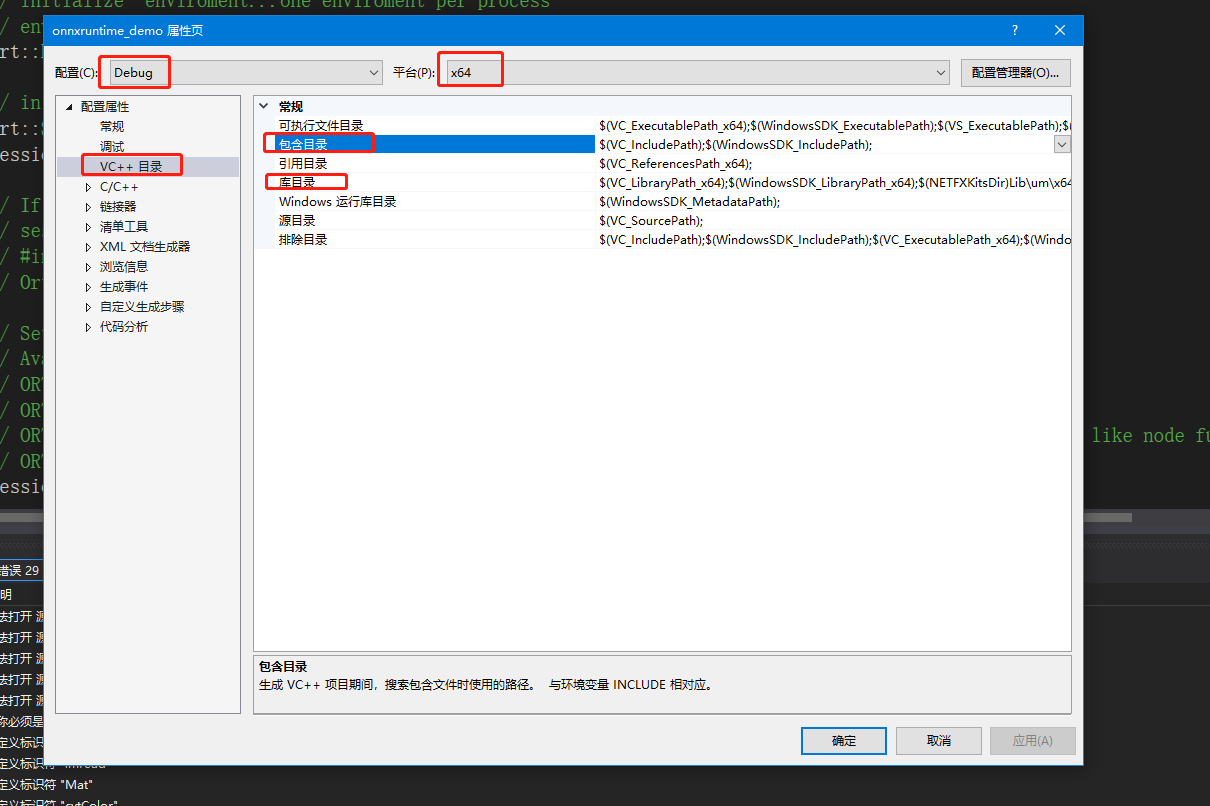 / initialize enviroment...one enviroment per process
/ en
onnxruntime_demo 属性页
?
rt::
配置(C):
Debug
平台(P):
x64
配置管理器(O)...
/ in
rt::
essio
/ If
/ se
/ #in
/ Or
/ Se
/ Ava
/ OR
/ OR
/ OR
like node fu
/ OR
essio
配置属性
常规
调试
VC++ 目录
C/C++
链接器
清单工具
XML 文档生成器
浏览信息
生成事件
自定义生成步骤
代码分析
常规
可执行文件目录 $(VC_ExecutablePath_x64);$(WindowsSDK_ExecutablePath);$(VS_ExecutablePath);$(
包含目录 $(VC_IncludePath);$(WindowsSDK_IncludePath);
引用目录 $(VC_ReferencesPath_x64);
库目录 $(VC_LibraryPath_x64);$(WindowsSDK_LibraryPath_x64);$(NETFXKitsDir)Lib\um\x64
Windows 运行库目录 $(WindowsSDK_MetadataPath);
源目录 $(VC_SourcePath);
排除目录 $(VC_IncludePath);$(WindowsSDK_IncludePath);$(VC_ExecutablePath_x64);$(Windo
包含目录
生成 VC++ 项目期间，搜索包含文件时使用的路径。 与环境变量 INCLUDE 相对应。
确定
取消
应用(A)
错误 29
明
法打开 源
法打开 源
法打开 源
法打开 源
法打开 源
你必须是
定义标识
定义标识符 "imread"
定义标识符 "Mat"
定义标识符 "cvtColor"